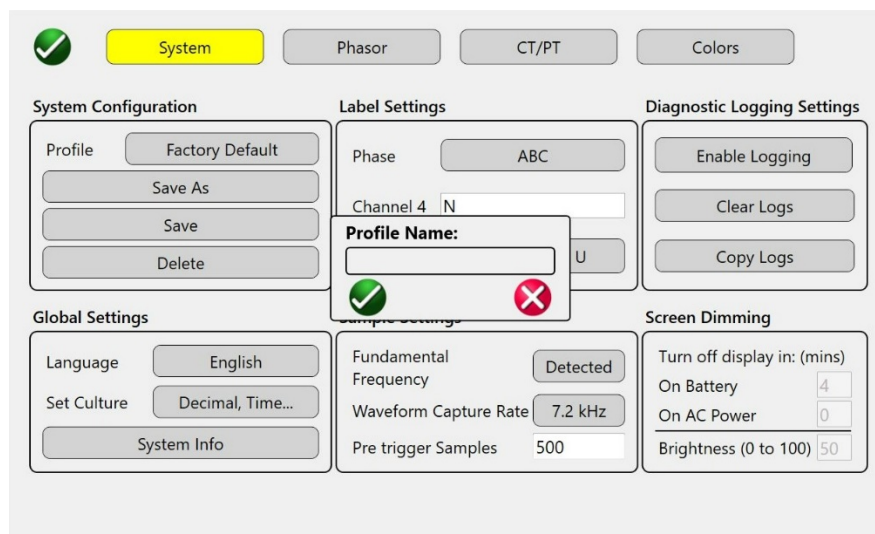 System
Phasor
CT/PT
Colors
System Configuration
Profile
Factory Default
Save As
Save
Delete
Label Settings
Phase
ABC
Channel 4
N
U
Diagnostic Logging Settings
Enable Logging
Clear Logs
Copy Logs
Profile Name:
Global Settings
Language
English
Set Culture
Decimal, Time...
System Info
Sample Settings
Fundamental
Frequency
Detected
Waveform Capture Rate
7.2 kHz
Pre trigger Samples
500
Screen Dimming
Turn off display in: (mins)
On Battery
4
On AC Power
0
Brightness (0 to 100)
50